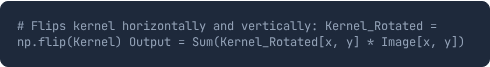 # Flips kernel horizontally and vertically: Kernel_Rotated =
np.flip(Kernel) Output = Sum(Kernel_Rotated[x, y] * Image[x, y])